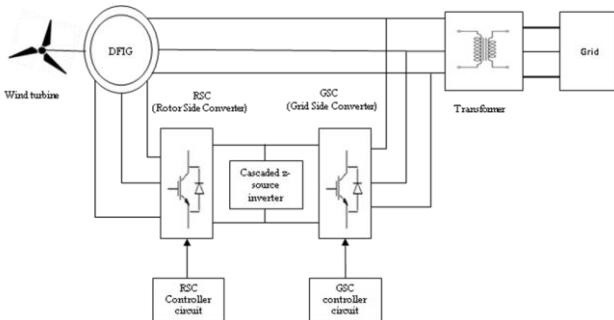 DFIG
Grid
Wind turbine
RSC
(Rotor Side Converter)
GSC
(Grid Side Converter)
Transformer
Cascaded z-
source
inverter
RSC
Controller
circuit
GSC
controller
circuit